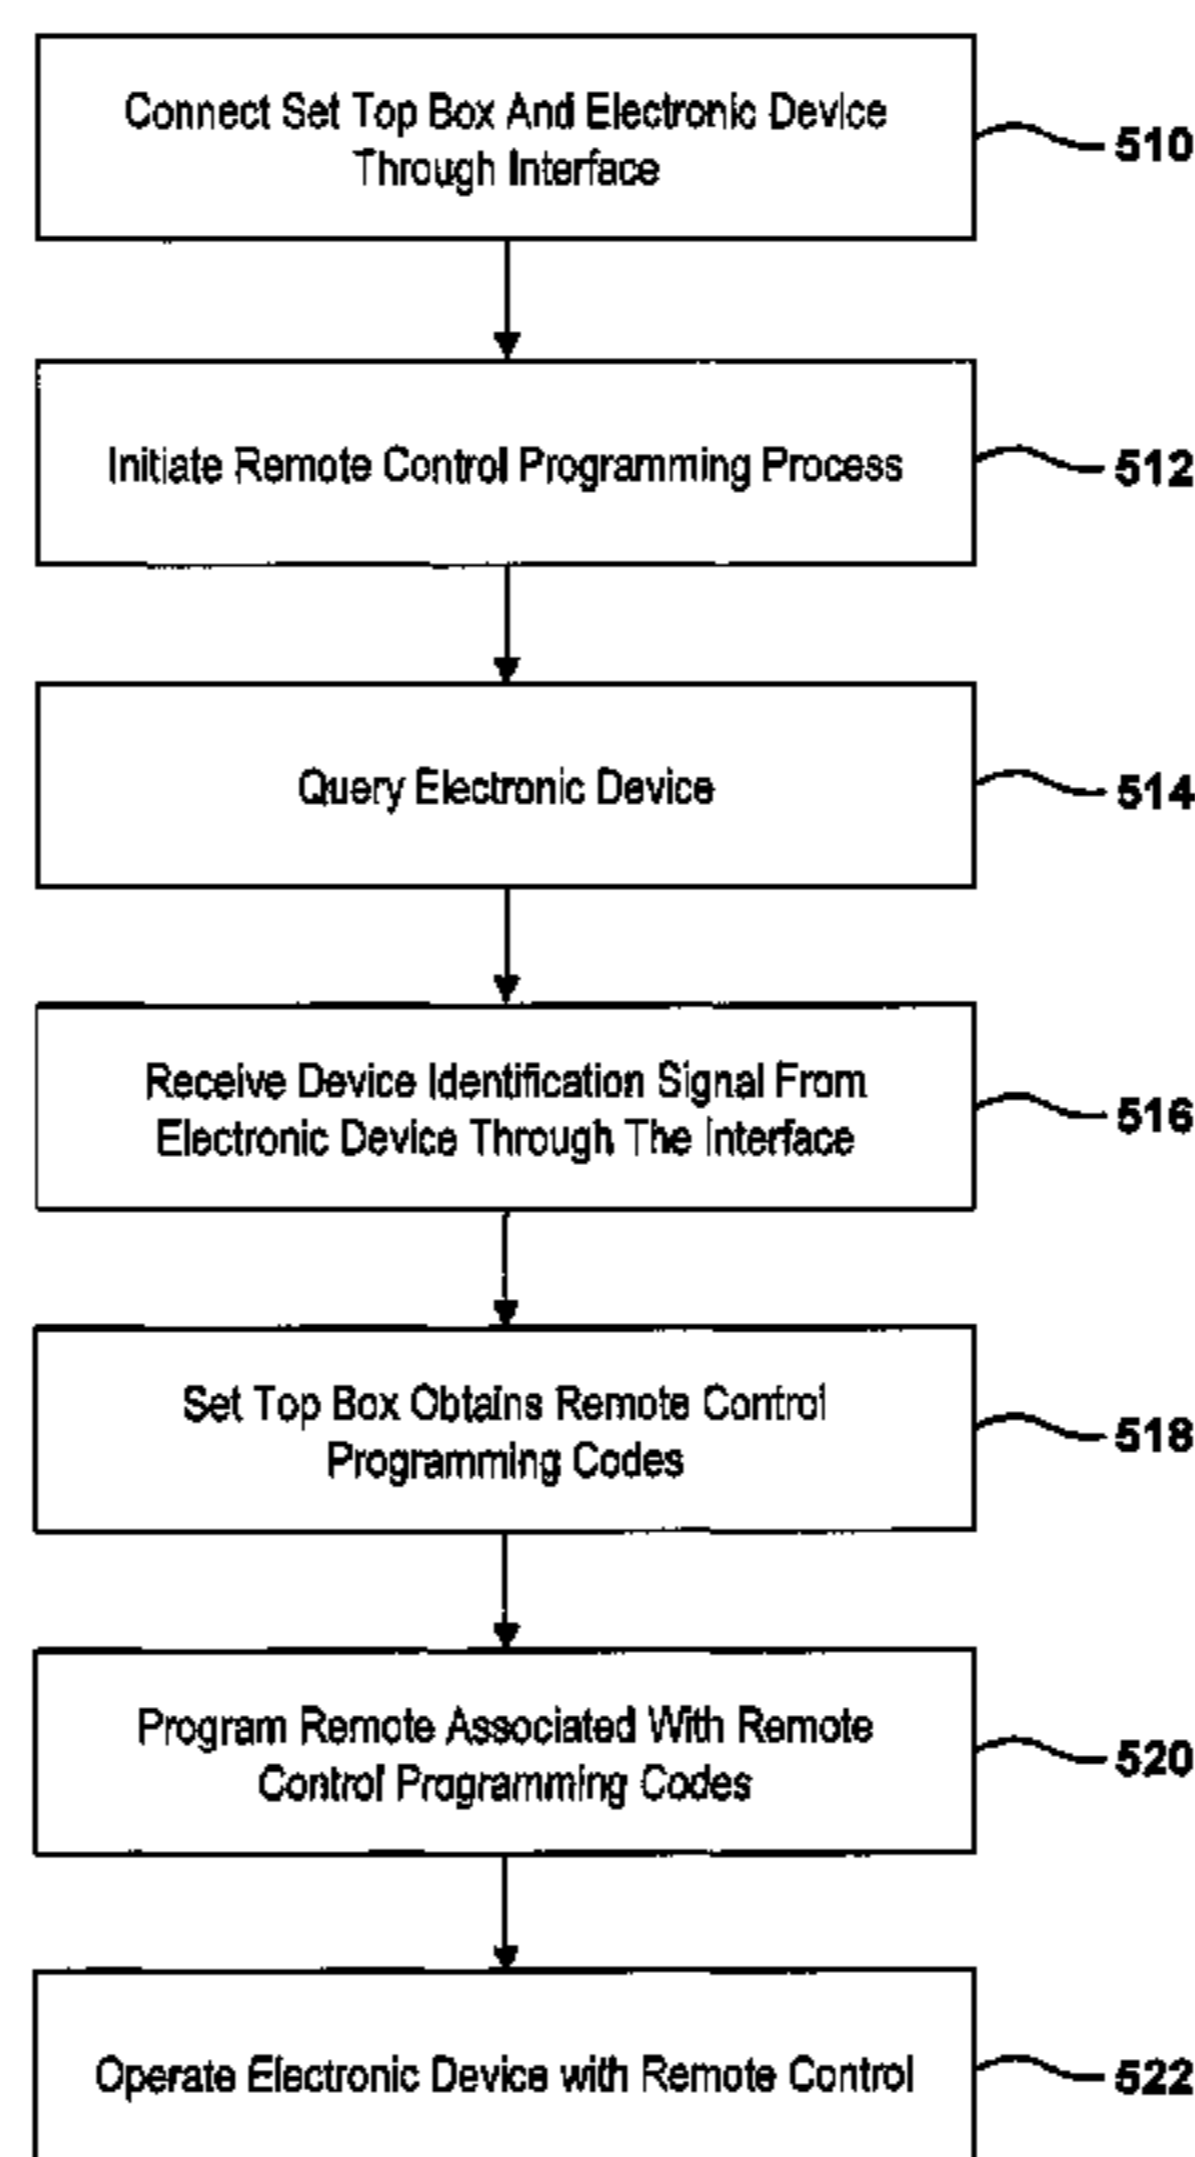 Connect Set Top Box And Electronic Device
Through Interface
510
Initiate Remote Control Programming Process
512
Query Electronic Device
514
Receive Device Identification Signal From
Electronic Device Through The Interface
516
Set Top Box Obtains Remote Control
Programming Codes
518
Program Remote Associated With Remote
Control Programming Codes
520
Operate Electronic Device with Remote Control
522